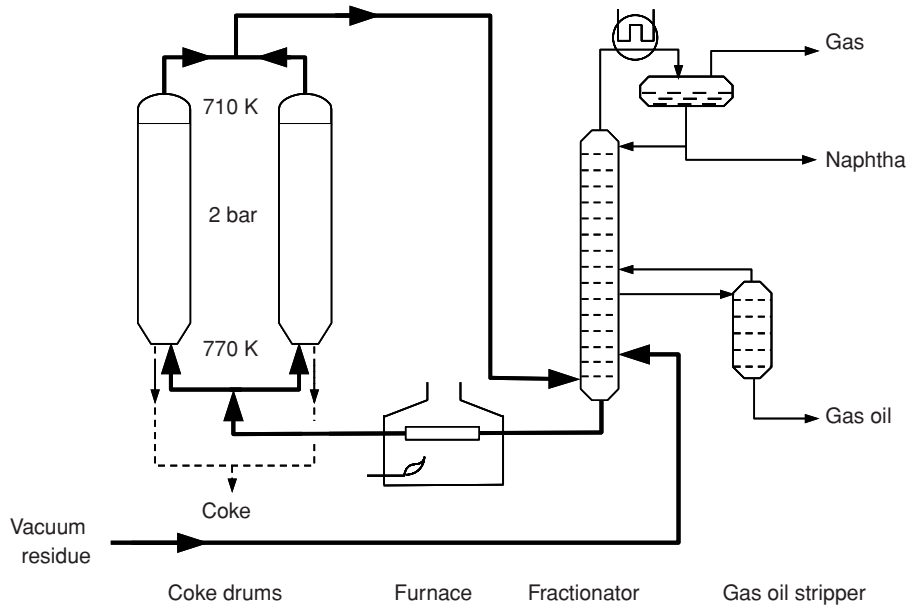 Gas
710 K
Naphtha
2 bar
770 K
Gas oil
Coke
Vacuum
residue
Coke drums
Furnace
Fractionator
Gas oil stripper